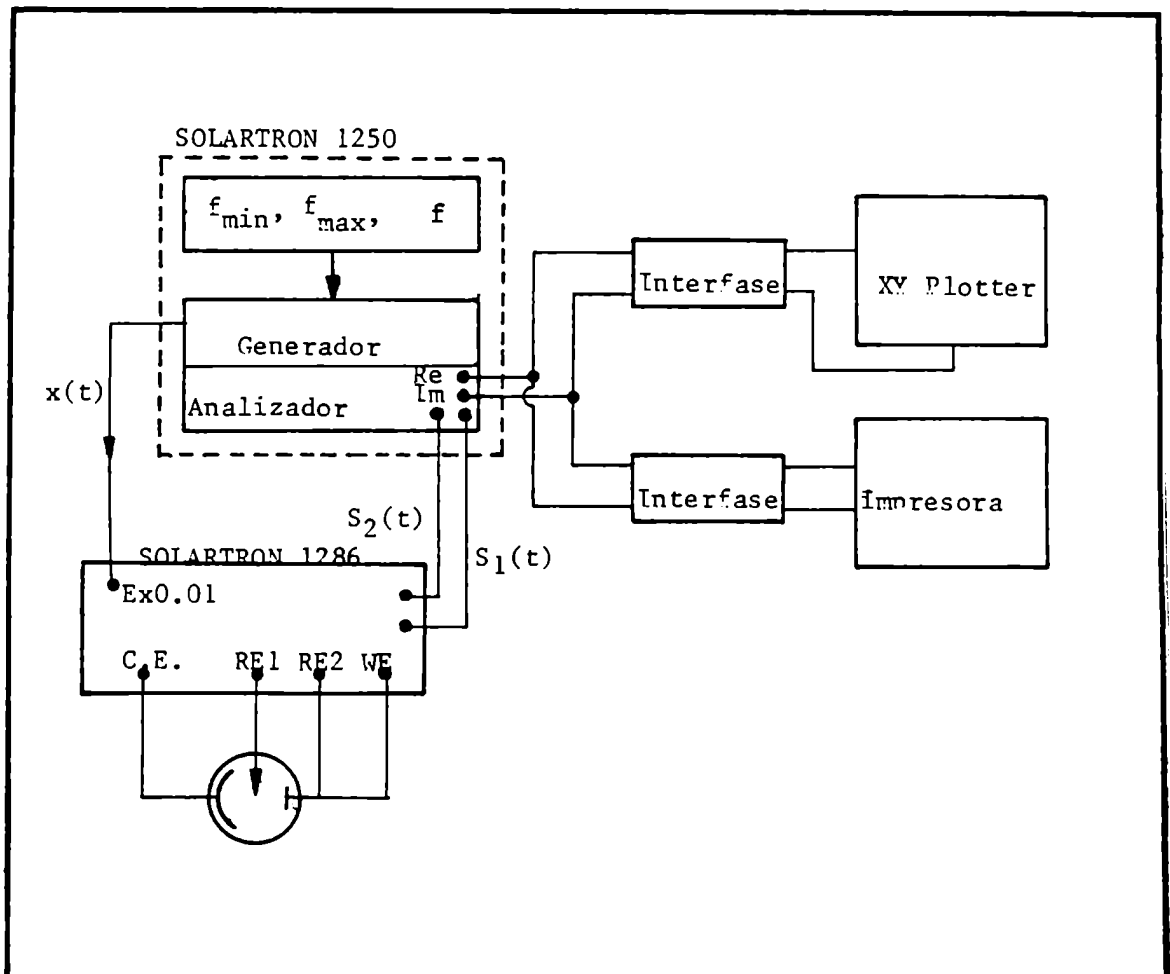 SOLARTRON 1250
f min, f max, f
Generador
Re
Im
Analizador
x(t)
Interfase
XY Plotter
Interfase
Impresora
S2(t)
S1(t)
SOLARTRON 1286
Ex0.01
C.E. RE1 RE2 WE